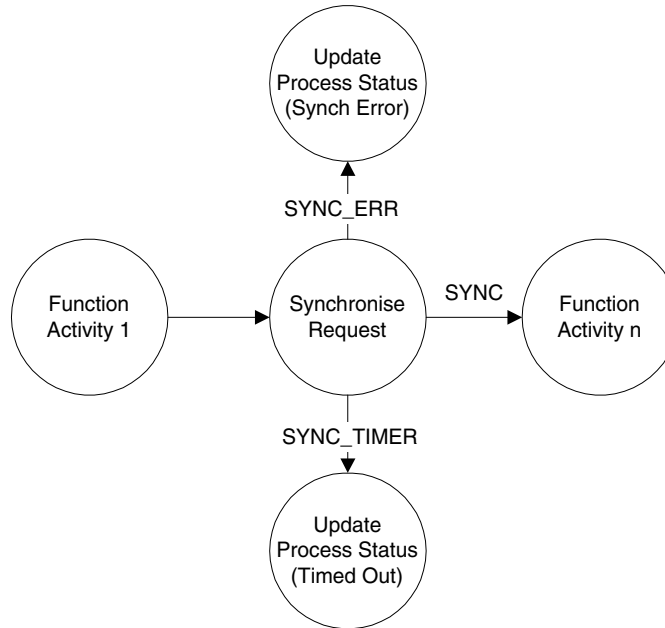 Update
Process Status
(Synch Error)
SYNC_ERR
Function
Activity 1
Synchronise
Request
SYNC
Function
Activity n
SYNC_TIMER
Update
Process Status
(Timed Out)